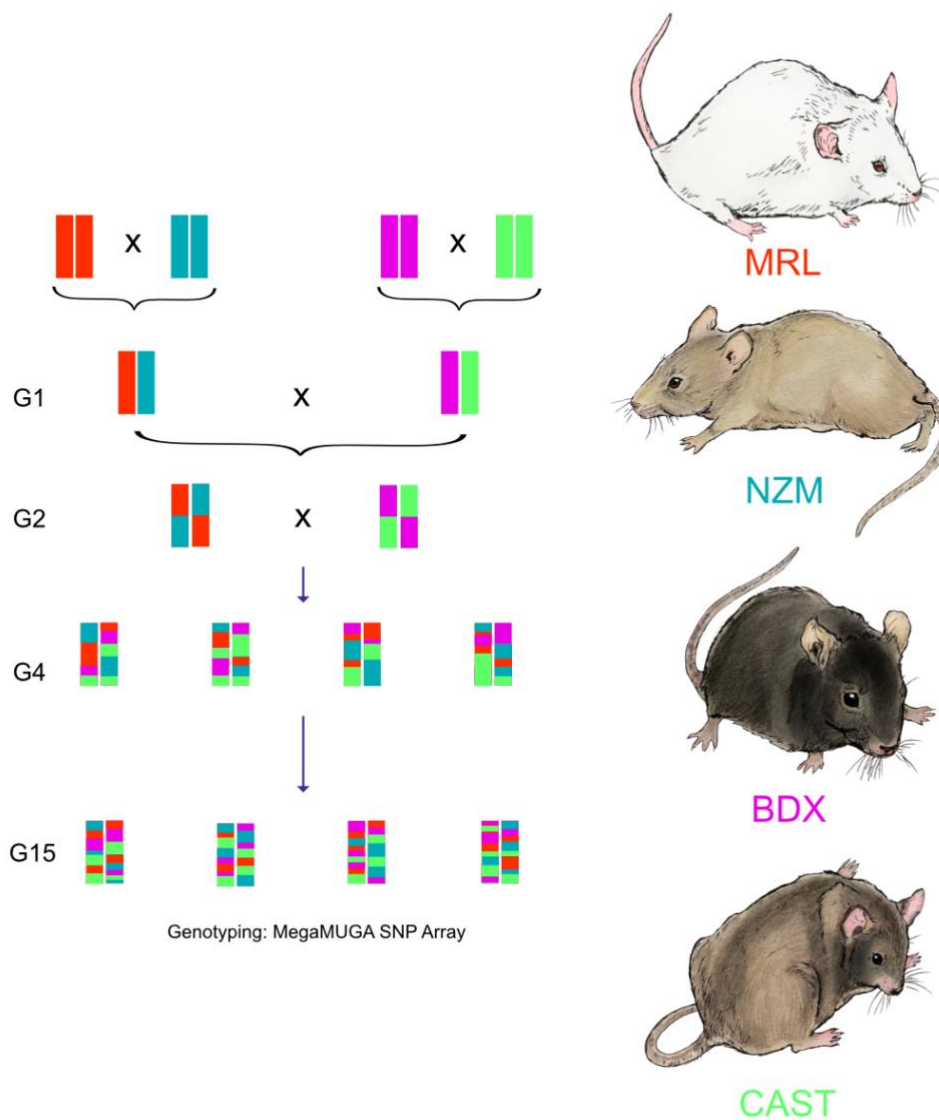 x
x
G1
x
G2
x
G4
G15
Genotyping: MegaMUGA SNP Array
MRL
NZM
BDX
CAST